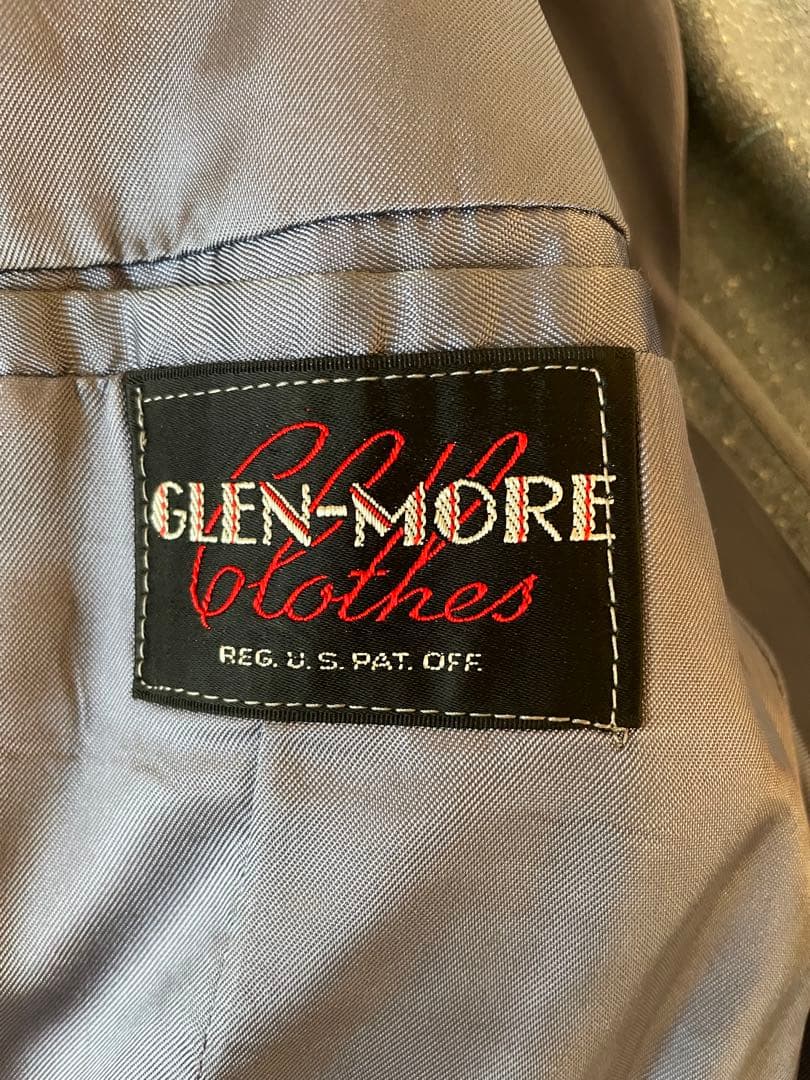 GLEN-MORE
Clothes
REG. U.S. PAT. OFF.